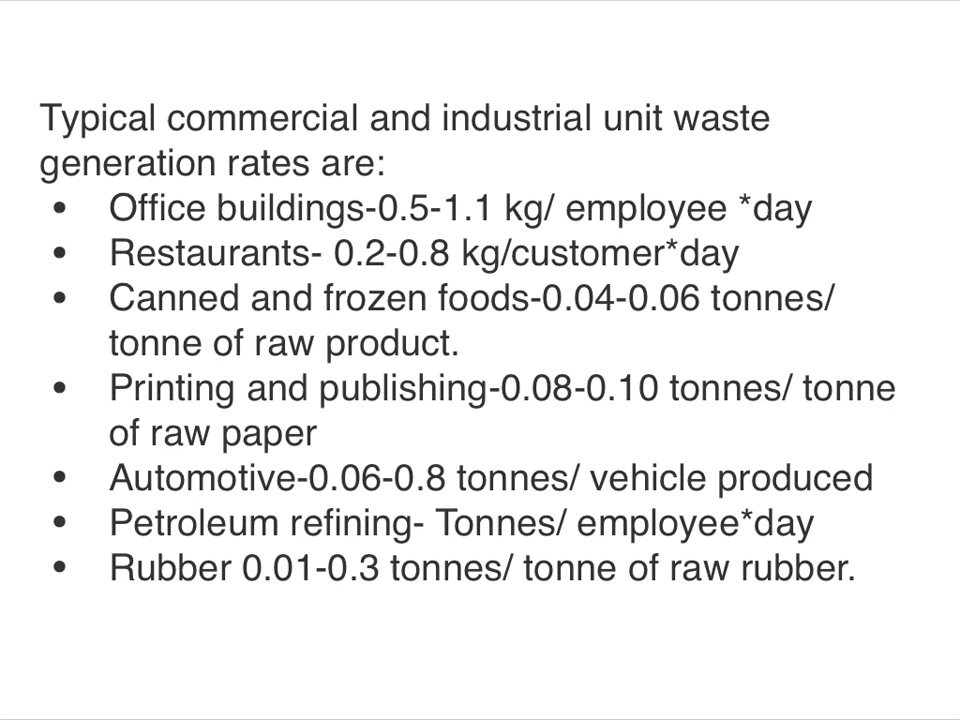 Typical commercial and industrial unit waste
generation rates are:
• Office buildings-0.5-1.1 kg/ employee *day
• Restaurants- 0.2-0.8 kg/customer*day
• Canned and frozen foods-0.04-0.06 tonnes/
tonne of raw product.
• Printing and publishing-0.08-0.10 tonnes/ tonne
of raw paper
• Automotive-0.06-0.8 tonnes/ vehicle produced
• Petroleum refining- Tonnes/ employee*day
• Rubber 0.01-0.3 tonnes/ tonne of raw rubber.